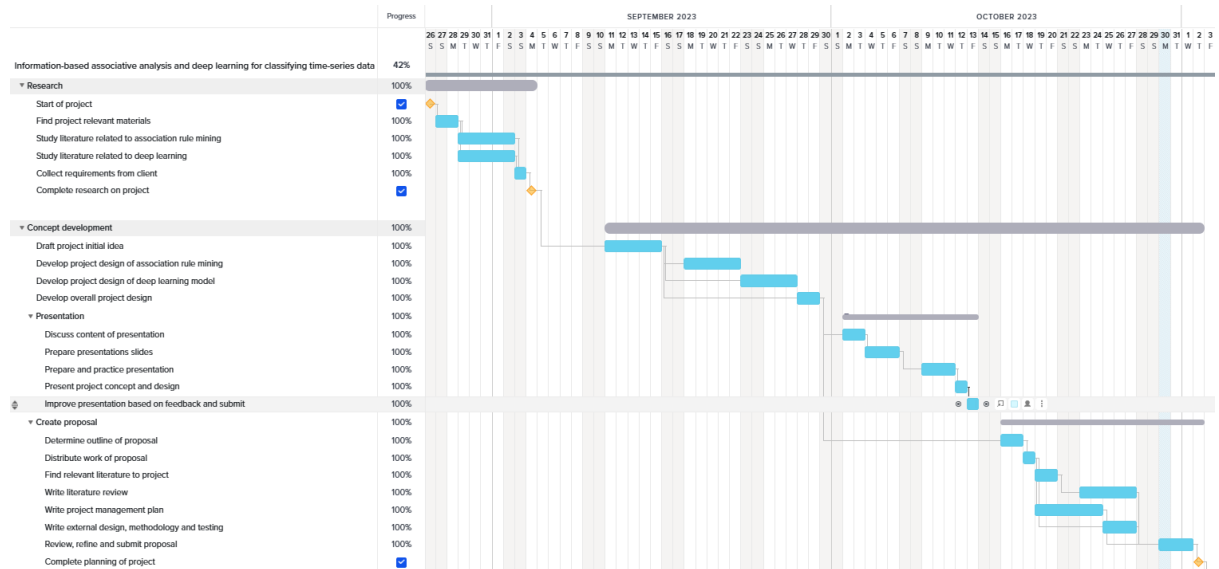 Progress SEPTEMBER 2023 OCTOBER 2023
26 27 28 29 30 31 1 2 3 4 5 6 7 8 9 10 11 12 13 14 15 16 17 18 19 20 21 22 23 24 25 26 27 28 29 30 1 2 3 4 5 6 7 8 9 10 11 12 13 14 15 16 17 18 19 20 21 22 23 24 25 26 27 28 29 30 31 1 2 3
S S M T W T F S S M T W T F S S M T W T F S S M T W T F S S M T W T F S S M T W T F S S M T W T F S S M T W T F S S M T W T F S S M T W T F
Information-based associative analysis and deep learning for classifying time-series data 42%
Research 100%
Start of project
Find project relevant materials 100%
Study literature related to association rule mining 100%
Study literature related to deep learning 100%
Collect requirements from client 100%
Complete research on project
Concept development 100%
Draft project initial idea 100%
Develop project design of association rule mining 100%
Develop project design of deep learning model 100%
Develop overall project design 100%
Presentation 100%
Discuss content of presentation 100%
Prepare presentations slides 100%
Prepare and practice presentation 100%
Present project concept and design 100%
Improve presentation based on feedback and submit 100%
Create proposal 100%
Determine outline of proposal 100%
Distribute work of proposal 100%
Find relevant literature to project 100%
Write literature review 100%
Write project management plan 100%
Write external design, methodology and testing 100%
Review, refine and submit proposal 100%
Complete planning of project